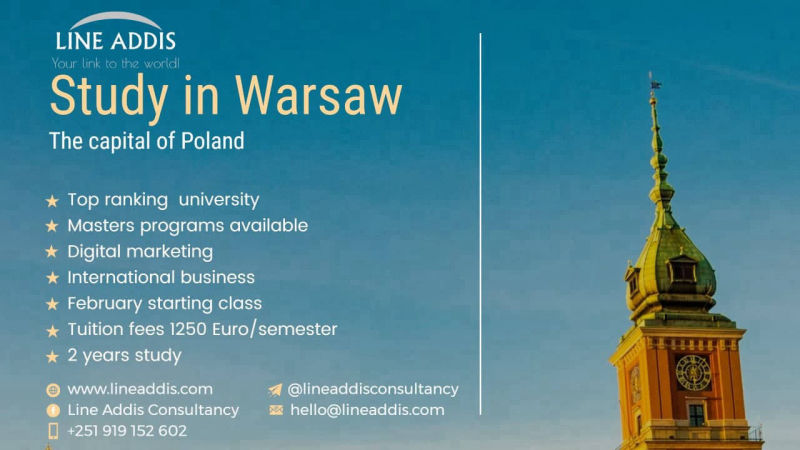 LINE ADDIS
Your link to the world!
Study in Warsaw
The capital of Poland
Top ranking university
Masters programs available
Digital marketing
International business
February starting class
Tuition fees 1250 Euro/semester
2 years study
www.lineaddis.com
@lineaddisconsultancy
Line Addis Consultancy
hello@lineaddis.com
+251 919 152 602